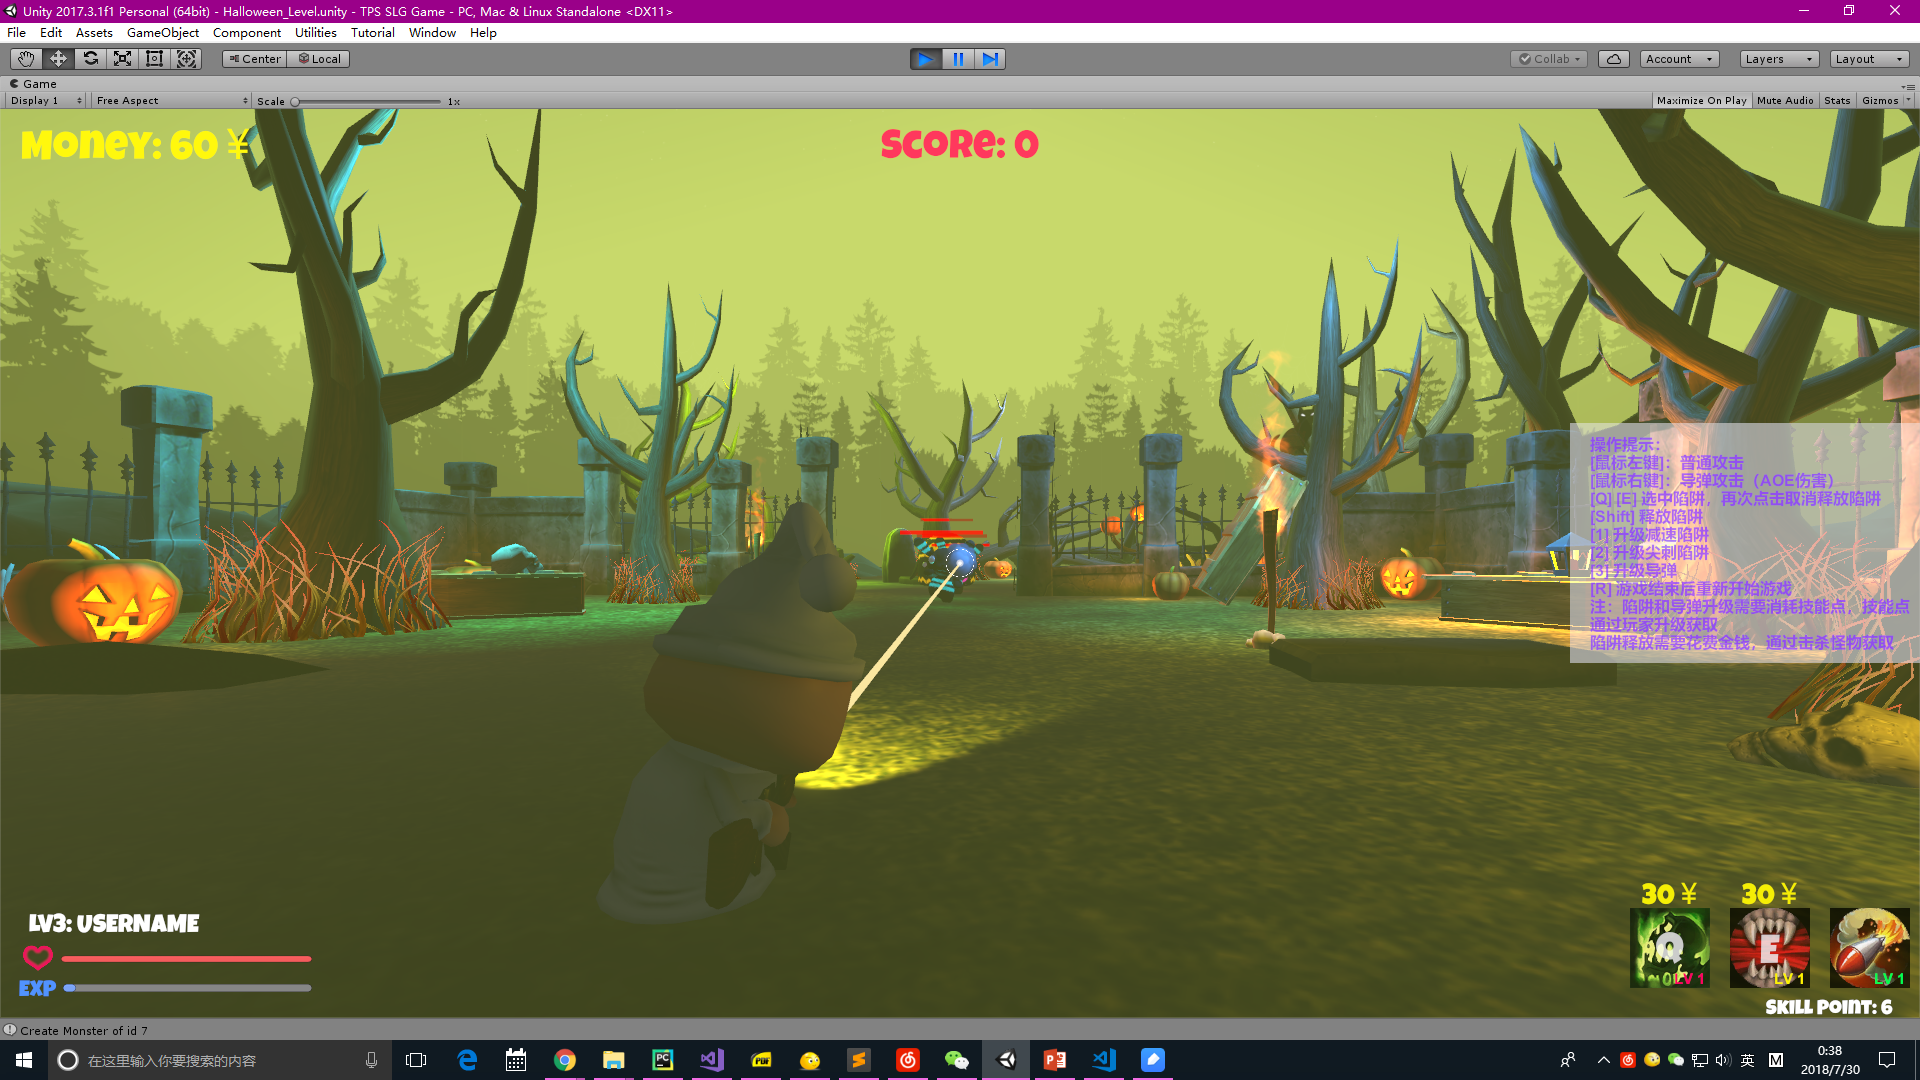 Unity 2017.3.1f1 Personal (64bit) - Halloween_Level.unity - TPS SLG Game - PC, Mac & Linux Standalone <DX11>
File Edit Assets GameObject Component Utilities Tutorial Window Help
Center Local Collab Account Layers Layout
Game
Display 1 Free Aspect Scale 1x Maximize On Play Mute Audio Stats Gizmos
Money: 60 ¥
Score: 0
操作提示：
[鼠标左键]：普通攻击
[鼠标右键]：导弹攻击（AOE伤害）
[Q] [E] 选中陷阱，再次点击取消释放陷阱
[Shift] 释放陷阱
[1] 升级减速陷阱
[2] 升级尖刺陷阱
[3] 升级导弹
[R] 游戏结束后重新开始游戏
注：陷阱和导弹升级需要消耗技能点，技能点
通过玩家升级获取
陷阱释放需要花费金钱，通过击杀怪物获取
30 ¥ 30 ¥
LV3: USERNAME
Q E
LV 1 LV 1 LV 1
EXP
Skill Point: 6
Create Monster of id 7
在这里输入你要搜索的内容
英 M
0:38
2018/7/30